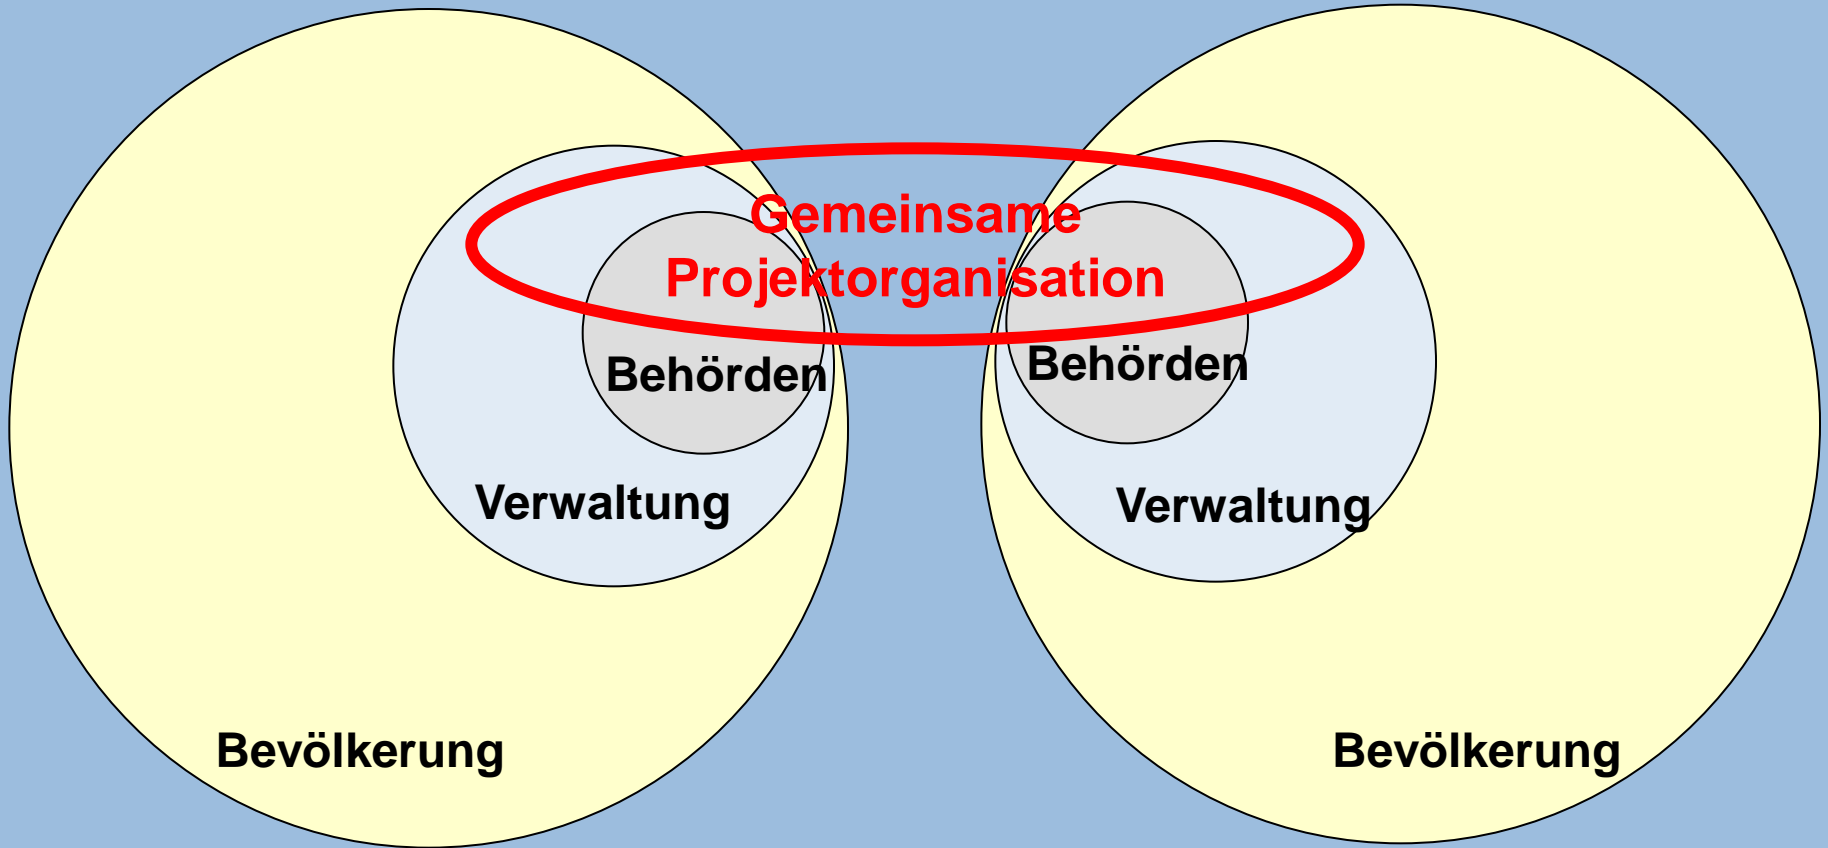 Gemeinsame
Projektorganisation
Behörden
Behörden
Verwaltung
Verwaltung
Bevölkerung
Bevölkerung